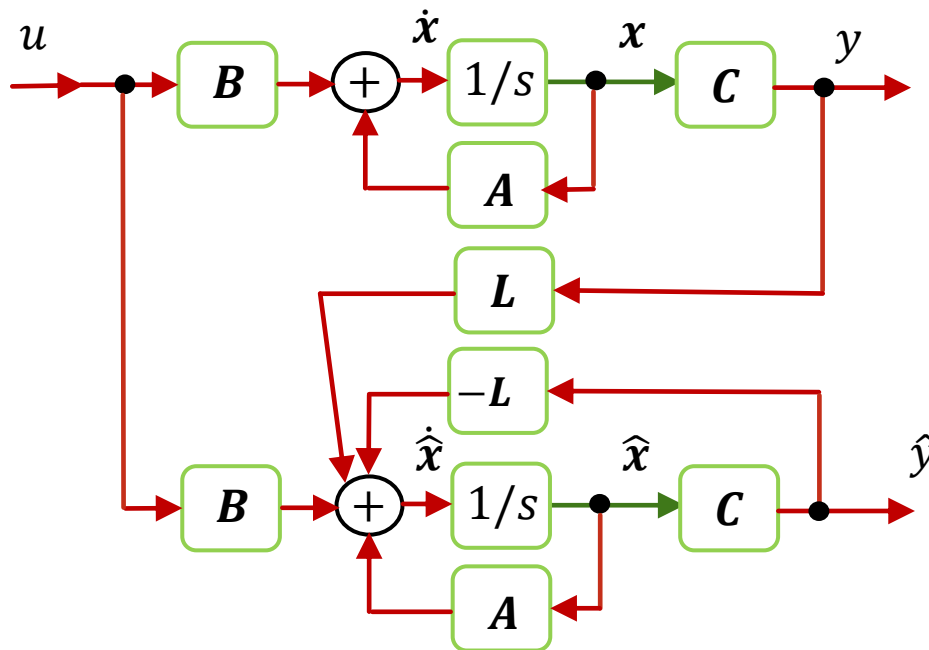 u ẋ x y
B + 1/s C
A
L
−L
x̂̇ x̂ ŷ
B + 1/s C
A